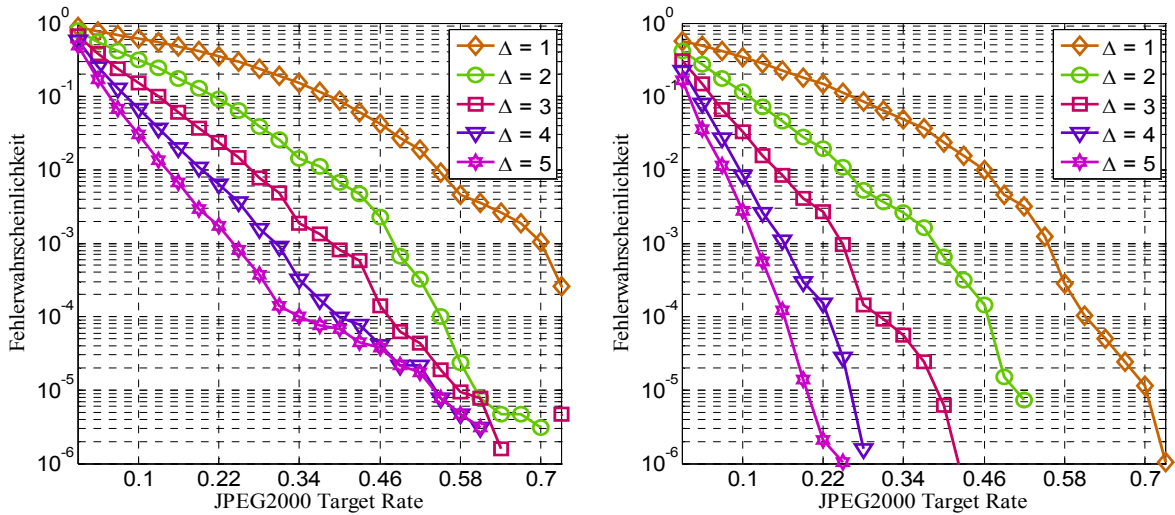 10^0
10^-1
10^-2
10^-3
10^-4
10^-5
10^-6
Fehlerwahrscheinlichkeit
Δ = 1
Δ = 2
Δ = 3
Δ = 4
Δ = 5
0.1 0.22 0.34 0.46 0.58 0.7
JPEG2000 Target Rate
10^0
10^-1
10^-2
10^-3
10^-4
10^-5
10^-6
Fehlerwahrscheinlichkeit
Δ = 1
Δ = 2
Δ = 3
Δ = 4
Δ = 5
0.1 0.22 0.34 0.46 0.58 0.7
JPEG2000 Target Rate